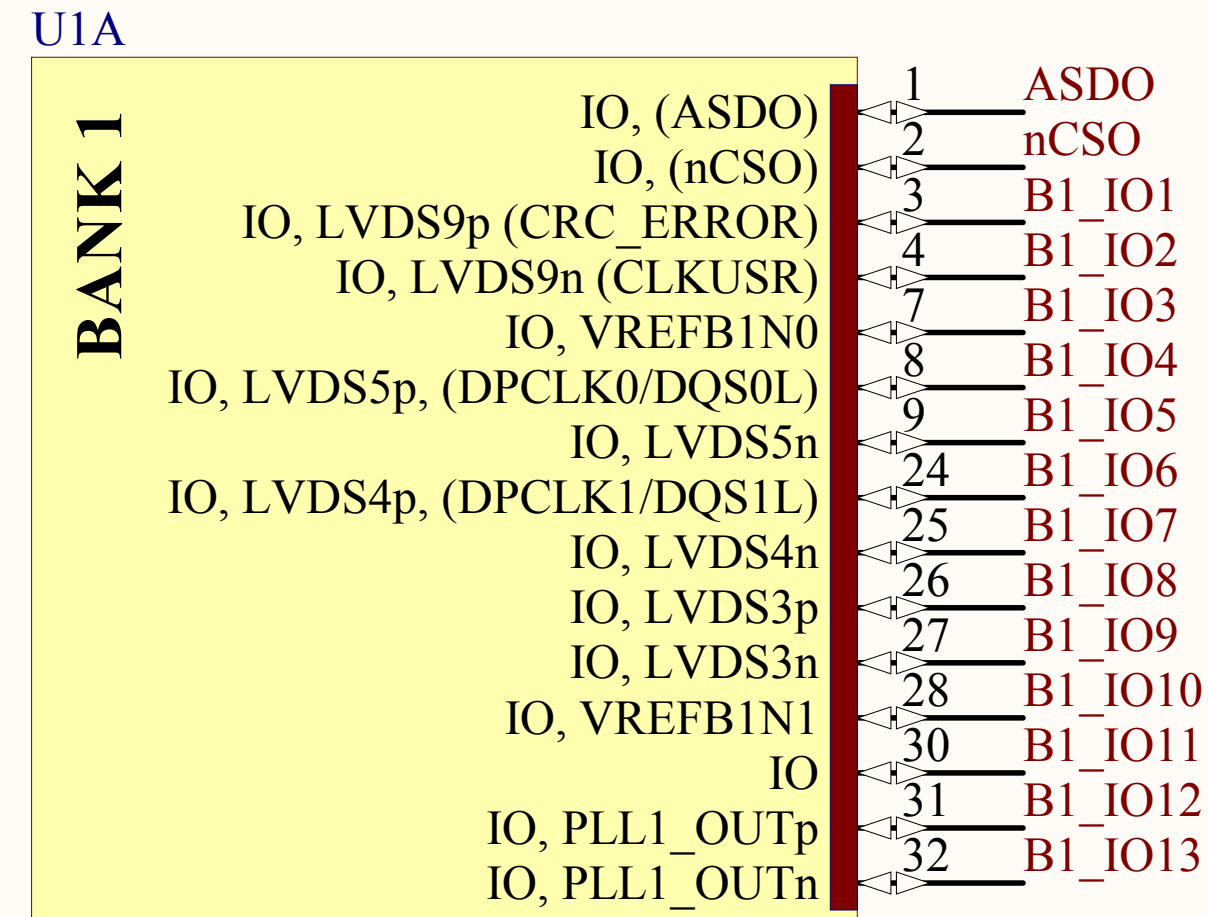 U1A
BANK 1
IO, (ASDO) 1 ASDO
IO, (nCSO) 2 nCSO
IO, LVDS9p (CRC_ERROR) 3 B1_IO1
IO, LVDS9n (CLKUSR) 4 B1_IO2
IO, VREFB1N0 7 B1_IO3
IO, LVDS5p, (DPCLK0/DQS0L) 8 B1_IO4
IO, LVDS5n 9 B1_IO5
IO, LVDS4p, (DPCLK1/DQS1L) 24 B1_IO6
IO, LVDS4n 25 B1_IO7
IO, LVDS3p 26 B1_IO8
IO, LVDS3n 27 B1_IO9
IO, VREFB1N1 28 B1_IO10
IO 30 B1_IO11
IO, PLL1_OUTp 31 B1_IO12
IO, PLL1_OUTn 32 B1_IO13